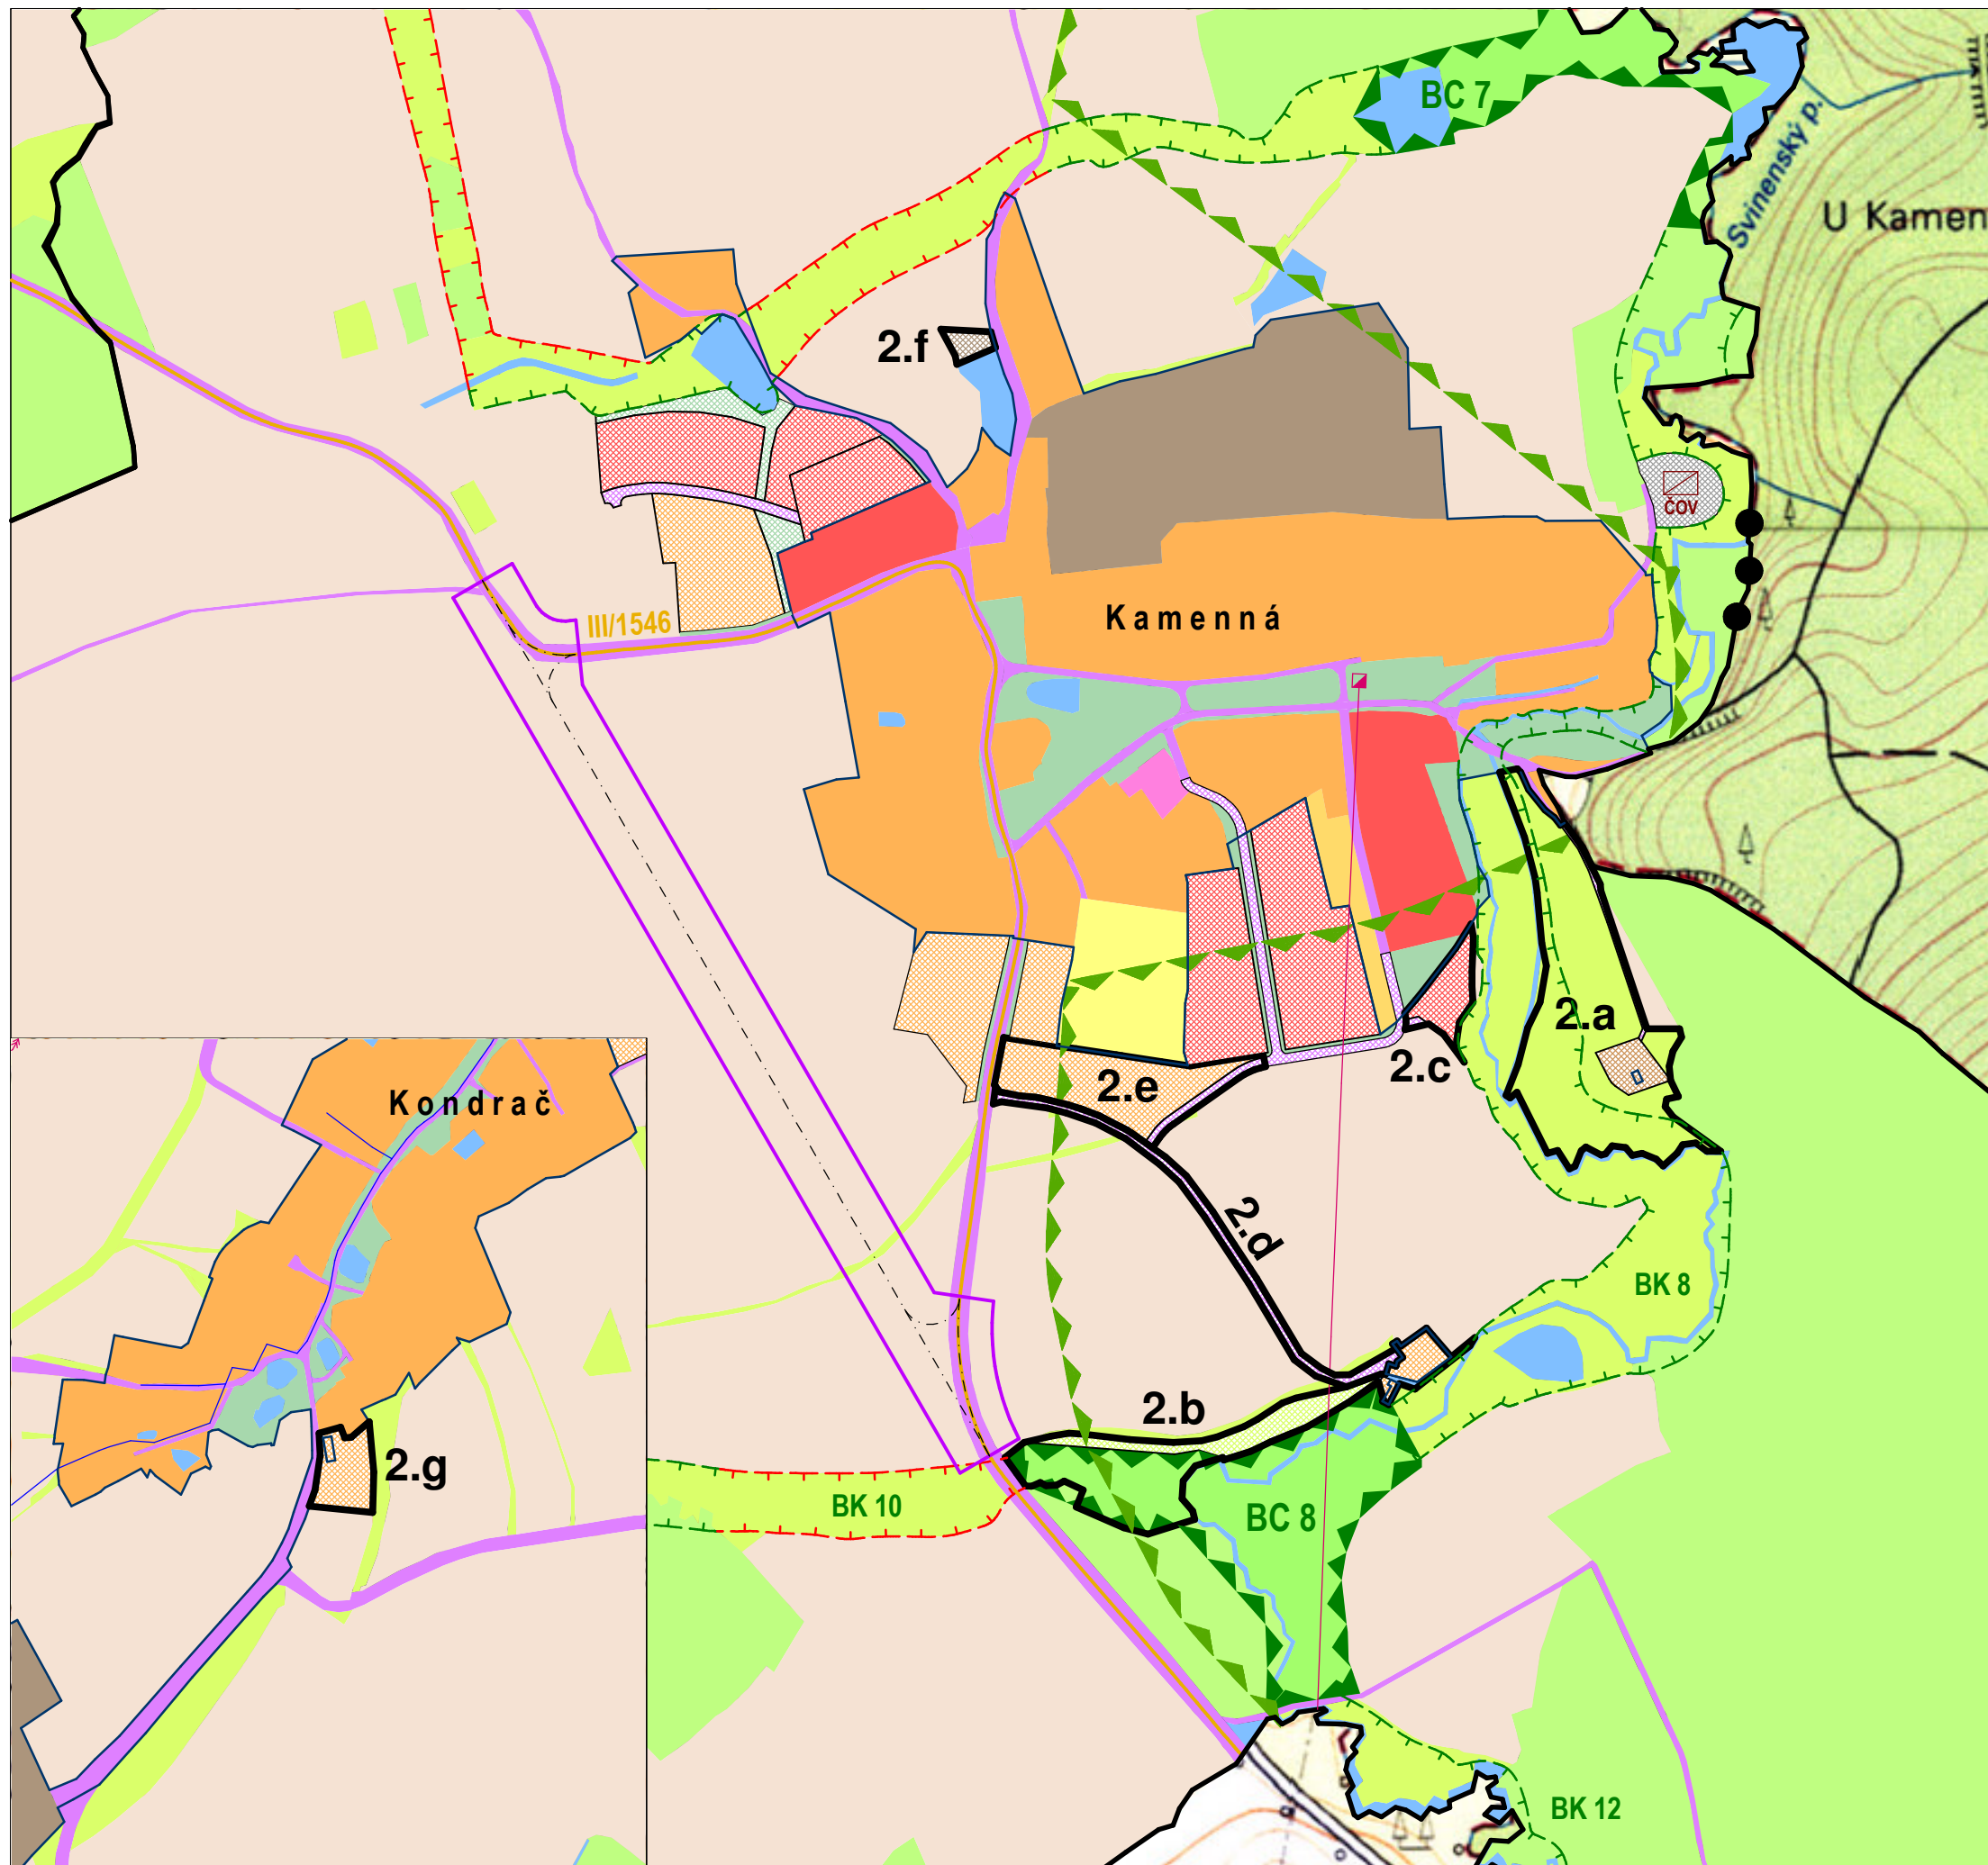 BC 7
Svinenský p.
U Kamen
2.f
ČOV
III/1546
Kamenná
2.a
2.c
2.e
Kondrač
2.d
BK 8
2.b
2.g
BK 10
BC 8
BK 12